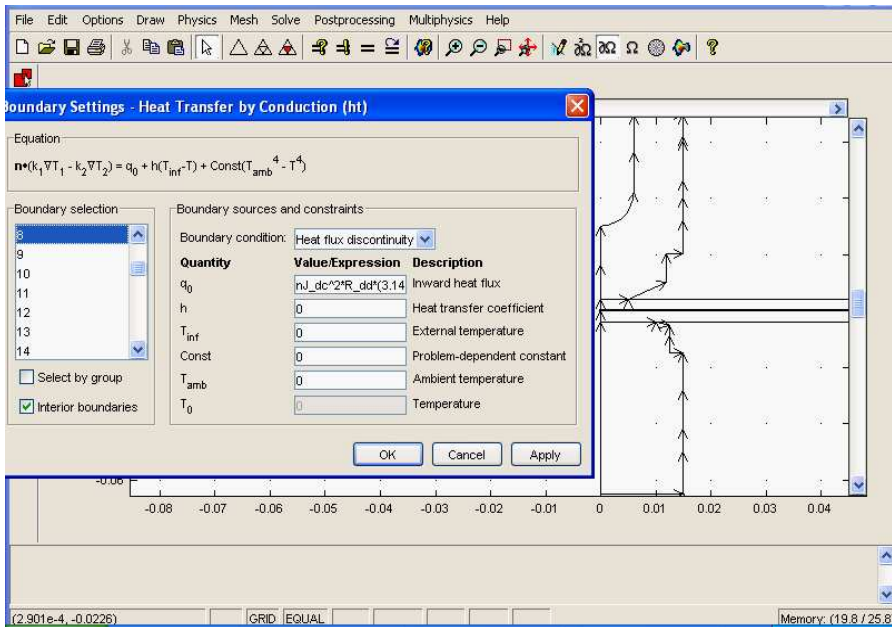 File Edit Options Draw Physics Mesh Solve Postprocessing Multiphysics Help
Boundary Settings - Heat Transfer by Conduction (ht)
Equation
n•(k₁∇T₁ - k₂∇T₂) = q₀ + h(T_inf-T) + Const(T_amb⁴ - T⁴)
Boundary selection
8
9
10
11
12
13
14
Select by group
Interior boundaries
Boundary sources and constraints
Boundary condition: Heat flux discontinuity
Quantity Value/Expression Description
q₀ nJ_dc^2*R_dd*(3.14 Inward heat flux
h 0 Heat transfer coefficient
T_inf 0 External temperature
Const 0 Problem-dependent constant
T_amb 0 Ambient temperature
T₀ 0 Temperature
OK Cancel Apply
-0.06
-0.08 -0.07 -0.06 -0.05 -0.04 -0.03 -0.02 -0.01 0 0.01 0.02 0.03 0.04
(2.901e-4, -0.0226) GRID EQUAL Memory: (19.8 / 25.8